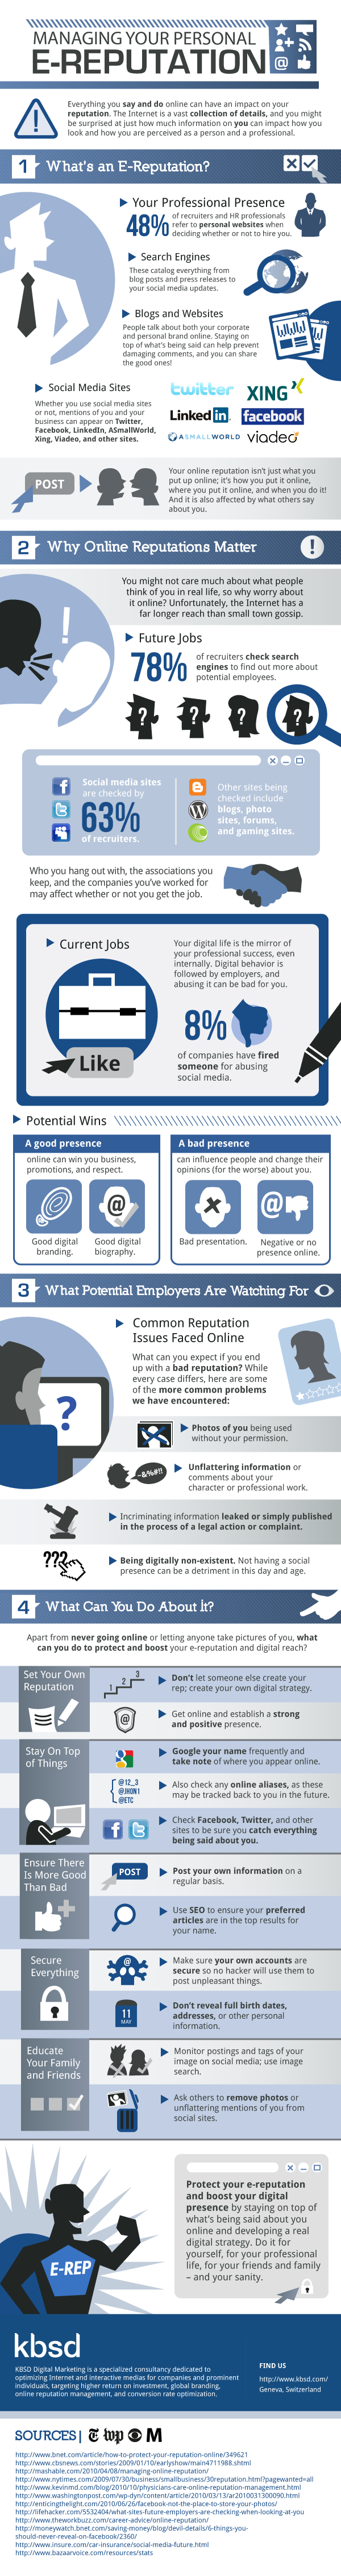 MANAGING YOUR PERSONAL
E-REPUTATION
@
Everything you say and do online can have an impact on your
reputation. The Internet is a vast collection of details, and you might
be surprised at just how much information on you can impact how you
look and how you are perceived as a person and a professional.
1 What's an E-Reputation?
Your Professional Presence
48% of recruiters and HR professionals
refer to personal websites when
deciding whether or not to hire you.
Search Engines
These catalog everything from
blog posts and press releases to
your social media updates.
Blogs and Websites
People talk about both your corporate
and personal brand online. Staying on
top of what's being said can help prevent
damaging comments, and you can share
the good ones!
WWW
Social Media Sites
Whether you use social media sites
or not, mentions of you and your
business can appear on Twitter,
Facebook, LinkedIn, ASmallWorld,
Xing, Viadeo, and other sites.
twitter XING
Linked in facebook
ASMALLWORLD viadeo
POST
Your online reputation isn't just what you
put up online; it's how you put it online,
where you put it online, and when you do it!
And it is also affected by what others say
about you.
2 Why Online Reputations Matter !
You might not care much about what people
think of you in real life, so why worry about
it online? Unfortunately, the Internet has a
far longer reach than small town gossip.
Future Jobs
78% of recruiters check search
engines to find out more about
potential employees.
? ? ? ?
Social media sites
are checked by
63%
of recruiters.
Other sites being
checked include
blogs, photo
sites, forums,
and gaming sites.
Who you hang out with, the associations you
keep, and the companies you've worked for
may affect whether or not you get the job.
Current Jobs
Like
Your digital life is the mirror of
your professional success, even
internally. Digital behavior is
followed by employers, and
abusing it can be bad for you.
8%
of companies have fired
someone for abusing
social media.
Potential Wins
A good presence
online can win you business,
promotions, and respect.
@
Good digital
branding.
Good digital
biography.
A bad presence
can influence people and change their
opinions (for the worse) about you.
@
Bad presentation.
Negative or no
presence online.
3 What Potential Employers Are Watching For
Common Reputation
Issues Faced Online
What can you expect if you end
up with a bad reputation? While
every case differs, here are some
of the more common problems
we have encountered:
?
Photos of you being used
without your permission.
-&%#!!
Unflattering information or
comments about your
character or professional work.
Incriminating information leaked or simply published
in the process of a legal action or complaint.
???
Being digitally non-existent. Not having a social
presence can be a detriment in this day and age.
4 What Can You Do About it?
Apart from never going online or letting anyone take pictures of you, what
can you do to protect and boost your e-reputation and digital reach?
Set Your Own
Reputation
1 2 3
Don't let someone else create your
rep; create your own digital strategy.
@
Get online and establish a strong
and positive presence.
Stay On Top
of Things
Google your name frequently and
take note of where you appear online.
@12_3
@JHON1
@ETC
Also check any online aliases, as these
may be tracked back to you in the future.
Check Facebook, Twitter, and other
sites to be sure you catch everything
being said about you.
Ensure There
Is More Good
Than Bad
POST
Post your own information on a
regular basis.
Use SEO to ensure your preferred
articles are in the top results for
your name.
Secure
Everything
@
Make sure your own accounts are
secure so no hacker will use them to
post unpleasant things.
11
MAY
Don't reveal full birth dates,
addresses, or other personal
information.
Educate
Your Family
and Friends
Monitor postings and tags of your
image on social media; use image
search.
Ask others to remove photos or
unflattering mentions of you from
social sites.
E-REP
Protect your e-reputation
and boost your digital
presence by staying on top of
what's being said about you
online and developing a real
digital strategy. Do it for
yourself, for your professional
life, for your friends and family
– and your sanity.
kbsd
KBSD Digital Marketing is a specialized consultancy dedicated to
optimizing Internet and interactive medias for companies and prominent
individuals, targeting higher return on investment, global branding,
online reputation management, and conversion rate optimization.
FIND US
http://www.kbsd.com/
Geneva, Switzerland
SOURCES | T wp M
http://www.bnet.com/article/how-to-protect-your-reputation-online/349621
http://www.cbsnews.com/stories/2009/01/10/earlyshow/main4711988.shtml
http://mashable.com/2010/04/08/managing-online-reputation/
http://www.nytimes.com/2009/07/30/business/smallbusiness/30reputation.html?pagewanted=all
http://www.kevinmd.com/blog/2010/10/physicians-care-online-reputation-management.html
http://www.washingtonpost.com/wp-dyn/content/article/2010/03/13/ar2010031300090.html
http://enticingthelight.com/2010/06/26/facebook-not-the-place-to-store-your-photos/
http://lifehacker.com/5532404/what-sites-future-employers-are-checking-when-looking-at-you
http://www.theworkbuzz.com/career-advice/online-reputation/
http://moneywatch.bnet.com/saving-money/blog/devil-details/6-things-you-
should-never-reveal-on-facebook/2360/
http://www.insure.com/car-insurance/social-media-future.html
http://www.bazaarvoice.com/resources/stats